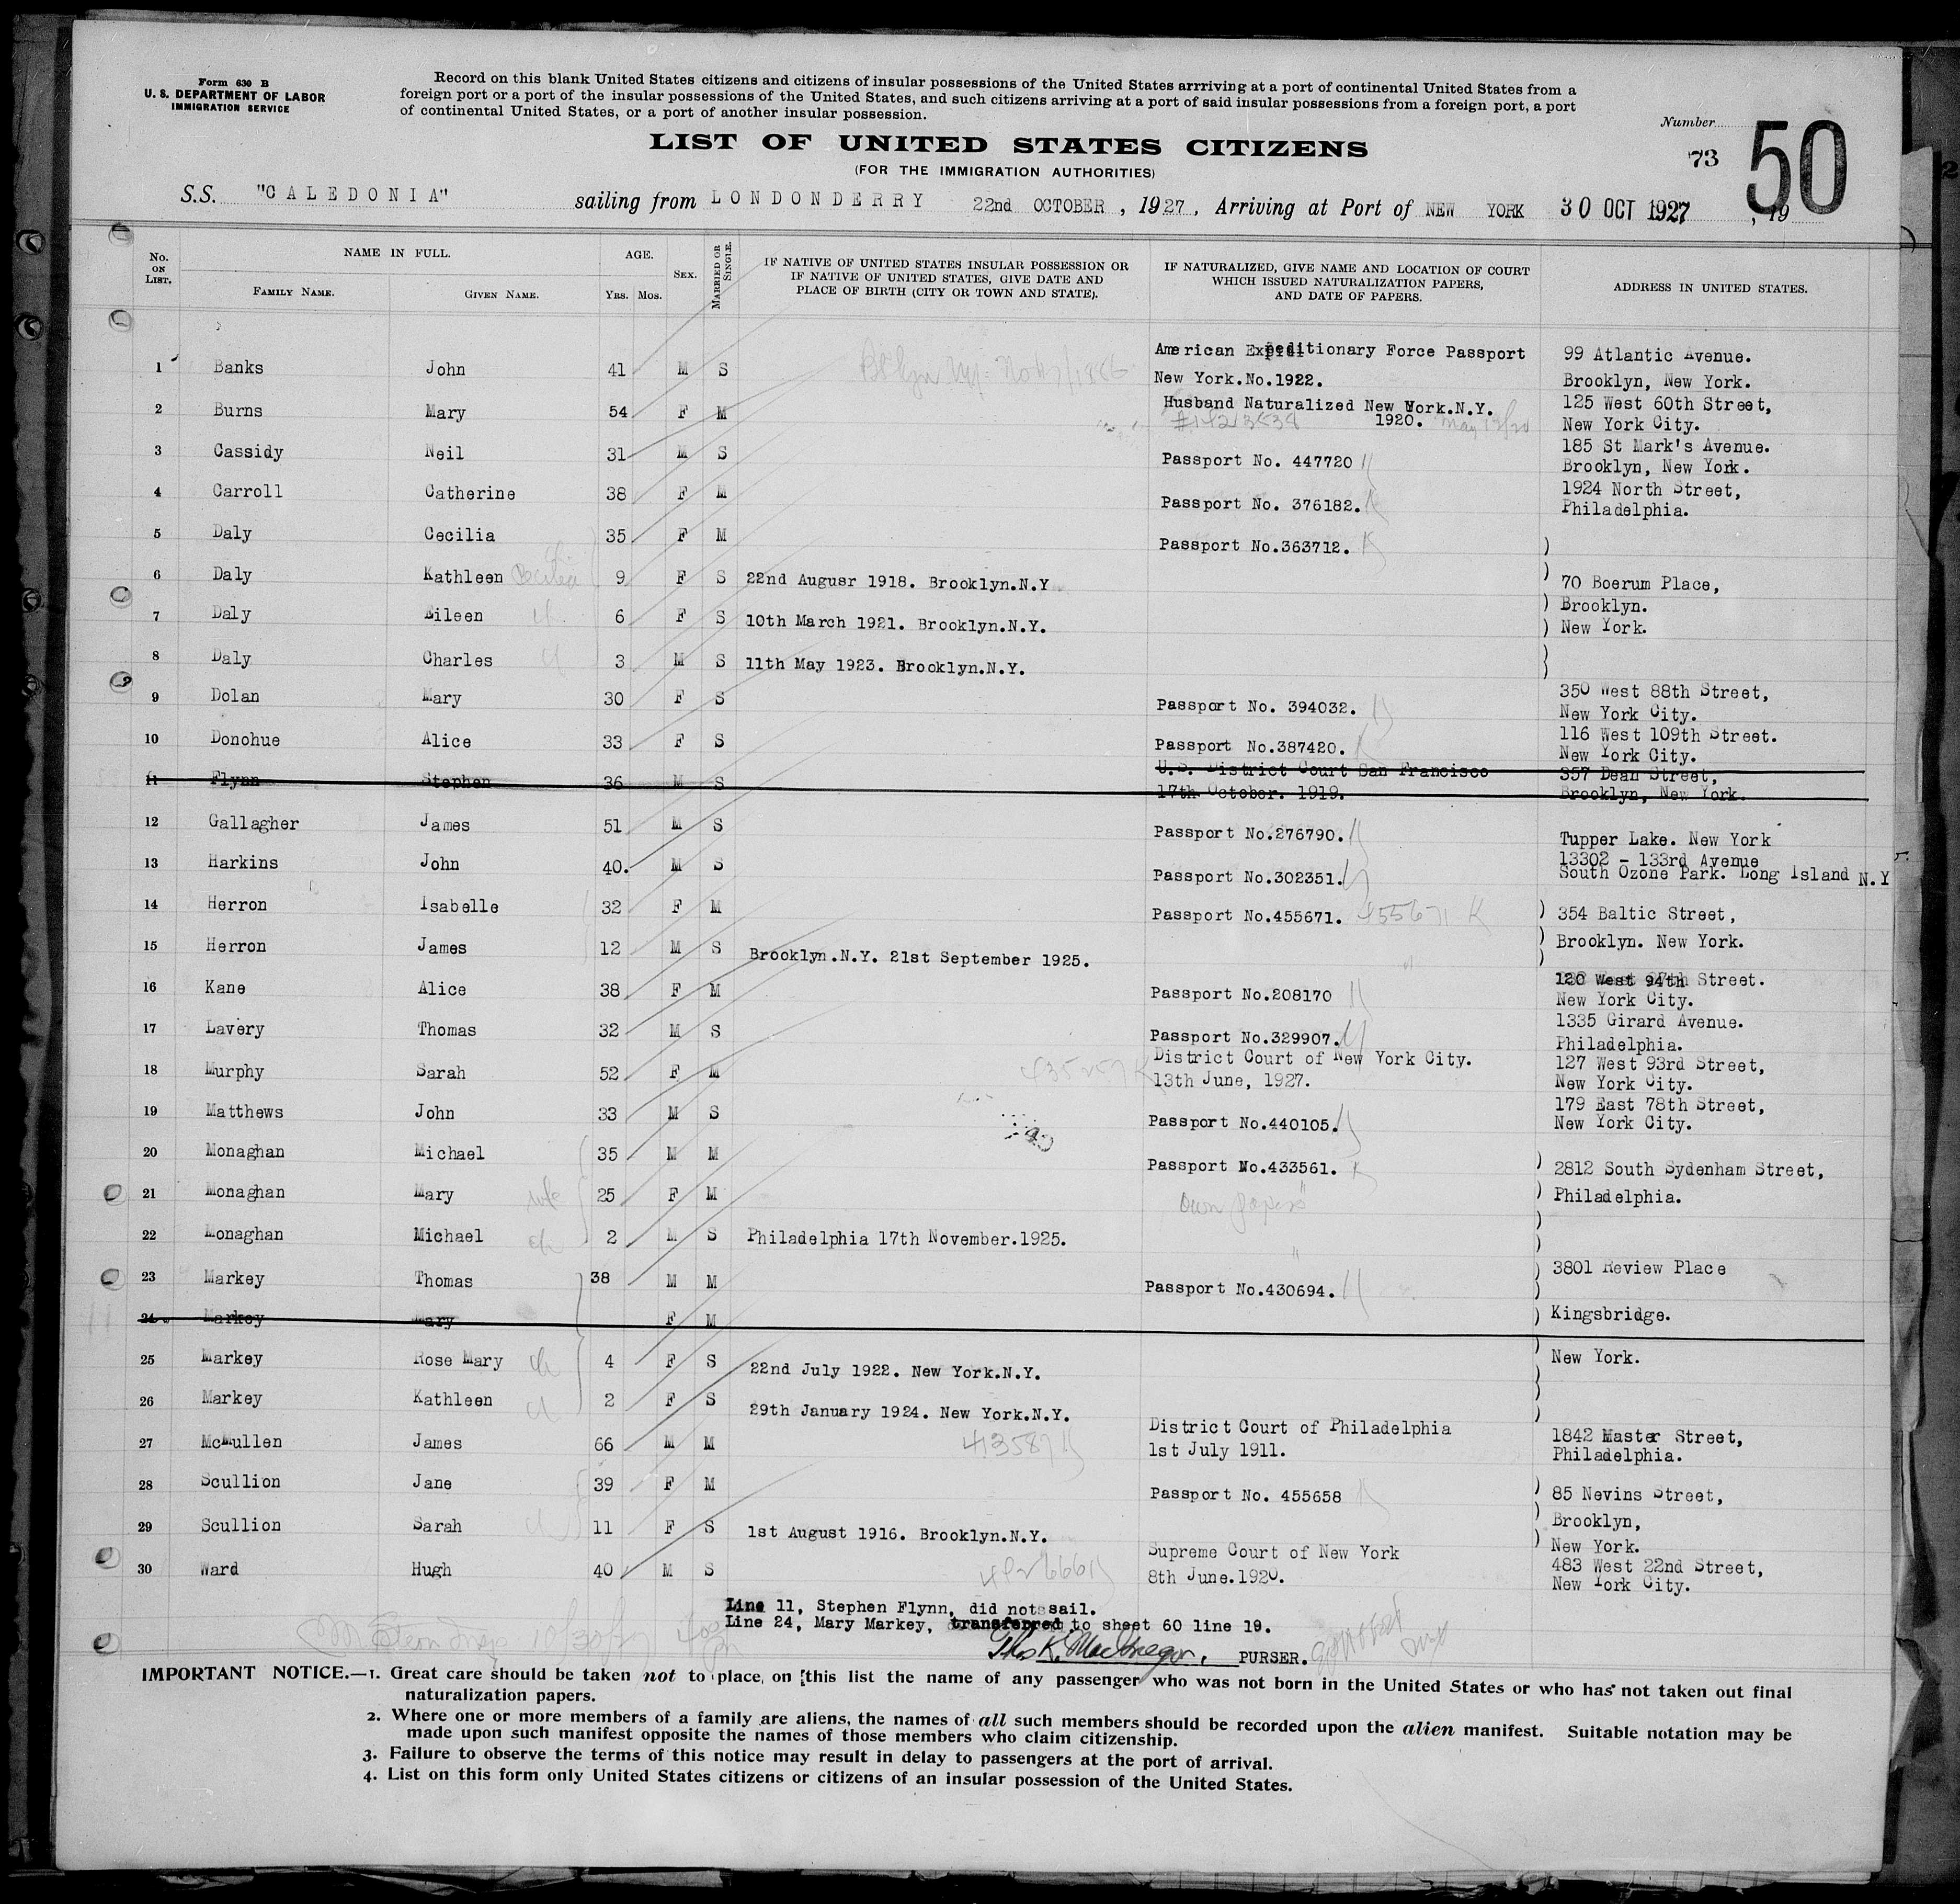 Form 630 B
U. S. DEPARTMENT OF LABOR
IMMIGRATION SERVICE
Record on this blank United States citizens and citizens of insular possessions of the United States arrriving at a port of continental United States from a
foreign port or a port of the insular possessions of the United States, and such citizens arriving at a port of said insular possessions from a foreign port, a port
of continental United States, or a port of another insular possession.
Number
73 50
LIST OF UNITED STATES CITIZENS
(FOR THE IMMIGRATION AUTHORITIES)
S.S. "CALEDONIA" sailing from LONDONDERRY 22nd OCTOBER, 1927, Arriving at Port of NEW YORK 30 OCT 1927, 19
No. ON LIST. NAME IN FULL. FAMILY NAME. GIVEN NAME. AGE. Yrs. Mos. SEX. MARRIED OR SINGLE. IF NATIVE OF UNITED STATES INSULAR POSSESSION OR IF NATIVE OF UNITED STATES, GIVE DATE AND PLACE OF BIRTH (CITY OR TOWN AND STATE). IF NATURALIZED, GIVE NAME AND LOCATION OF COURT WHICH ISSUED NATURALIZATION PAPERS, AND DATE OF PAPERS. ADDRESS IN UNITED STATES.
1 Banks John 41 M S American Expeditionary Force Passport New York.No.1922. 99 Atlantic Avenue. Brooklyn, New York.
2 Burns Mary 54 F M Husband Naturalized New York.N.Y. 1920. 125 West 60th Street, New York City.
3 Cassidy Neil 31 M S Passport No. 447720 185 St Mark's Avenue. Brooklyn, New York.
4 Carroll Catherine 38 F M Passport No. 376182. 1924 North Street, Philadelphia.
5 Daly Cecilia 35 F M Passport No.363712.
6 Daly Kathleen Cecilia 9 F S 22nd Augusr 1918. Brooklyn.N.Y 70 Boerum Place,
7 Daly Eileen 6 F S 10th March 1921. Brooklyn.N.Y. Brooklyn. New York.
8 Daly Charles 3 M S 11th May 1923. Brooklyn.N.Y.
9 Dolan Mary 30 F S Passport No. 394032. 350 West 88th Street, New York City.
10 Donohue Alice 33 F S Passport No.387420. 116 West 109th Street. New York City.
11 Flynn Stephen 36 M S U.S. District Court San Francisco 17th October. 1919. 357 Dean Street, Brooklyn, New York.
12 Gallagher James 51 M S Passport No.276790. Tupper Lake. New York
13 Harkins John 40. M S Passport No.302351. 13302 - 133rd Avenue South Ozone Park. Long Island N.Y
14 Herron Isabelle 32 F M Passport No.455671. 455671 K 354 Baltic Street,
15 Herron James 12 M S Brooklyn.N.Y. 21st September 1925. Brooklyn. New York.
16 Kane Alice 38 F M Passport No.208170 120 West 94th Street. New York City.
17 Lavery Thomas 32 M S Passport No.329907. 1335 Girard Avenue. Philadelphia.
18 Murphy Sarah 52 F M District Court of New York City. 13th June, 1927. 127 West 93rd Street, New York City.
19 Matthews John 33 M S Passport No.440105. 179 East 78th Street, New York City.
20 Monaghan Michael 35 M M Passport No.433561. K 2812 South Sydenham Street,
21 Monaghan Mary wife 25 F M Own papers Philadelphia.
22 Monaghan Michael ch 2 M S Philadelphia 17th November.1925.
23 Markey Thomas 38 M M Passport No.430694. 3801 Review Place
24 Markey Mary F M Kingsbridge.
25 Markey Rose Mary ch 4 F S 22nd July 1922. New York.N.Y. New York.
26 Markey Kathleen 2 F S 29th January 1924. New York.N.Y.
27 McMullen James 66 M M 413587 District Court of Philadelphia 1st July 1911. 1842 Master Street, Philadelphia.
28 Scullion Jane 39 F M Passport No. 455658 85 Nevins Street,
29 Scullion Sarah 11 F S 1st August 1916. Brooklyn.N.Y. Brooklyn, New York.
30 Ward Hugh 40 M S Supreme Court of New York 8th June.1920. 483 West 22nd Street, New York City.
Line 11, Stephen Flynn, did not sail.
Line 24, Mary Markey, transferred to sheet 60 line 19.
Thos K. MacGregor, PURSER.
IMPORTANT NOTICE.—1. Great care should be taken not to place on this list the name of any passenger who was not born in the United States or who has not taken out final
naturalization papers.
2. Where one or more members of a family are aliens, the names of all such members should be recorded upon the alien manifest. Suitable notation may be
made upon such manifest opposite the names of those members who claim citizenship.
3. Failure to observe the terms of this notice may result in delay to passengers at the port of arrival.
4. List on this form only United States citizens or citizens of an insular possession of the United States.